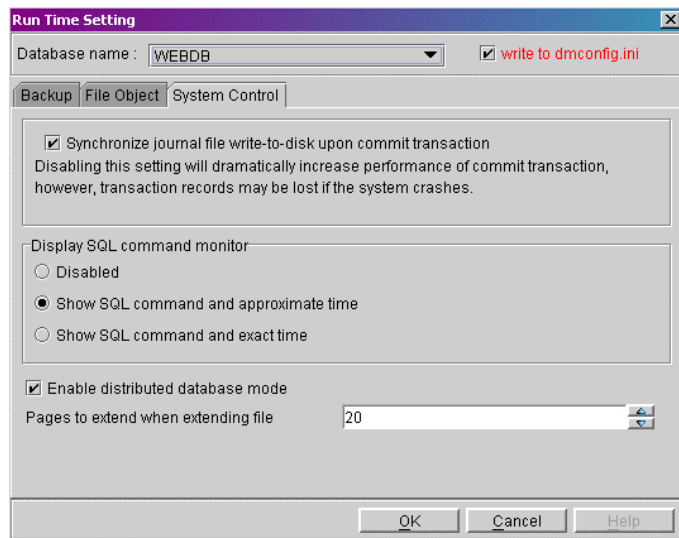 Run Time Setting
Database name : WEBDB write to dmconfig.ini
Backup File Object System Control
Synchronize journal file write-to-disk upon commit transaction
Disabling this setting will dramatically increase performance of commit transaction,
however, transaction records may be lost if the system crashes.
Display SQL command monitor
Disabled
Show SQL command and approximate time
Show SQL command and exact time
Enable distributed database mode
Pages to extend when extending file 20
OK Cancel Help